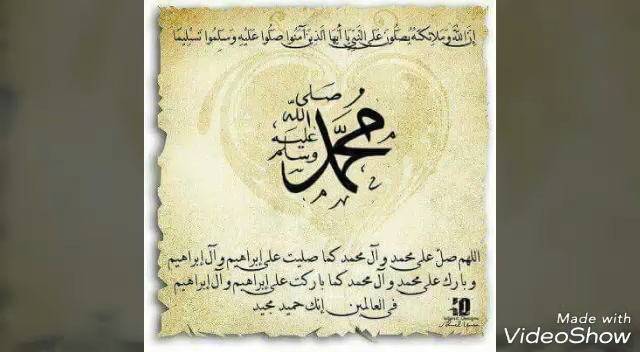 إن الله وملائكته يصلون على النبي يا أيها الذين آمنوا صلوا عليه وسلموا تسليما
محمد
صلى
الله
عليه
وسلم
اللهم صل على محمد وآل محمد كما صليت على إبراهيم وآل إبراهيم
وبارك على محمد وآل محمد كما باركت على إبراهيم وآل إبراهيم
في العالمين إنك حميد مجيد
Made with
VideoShow